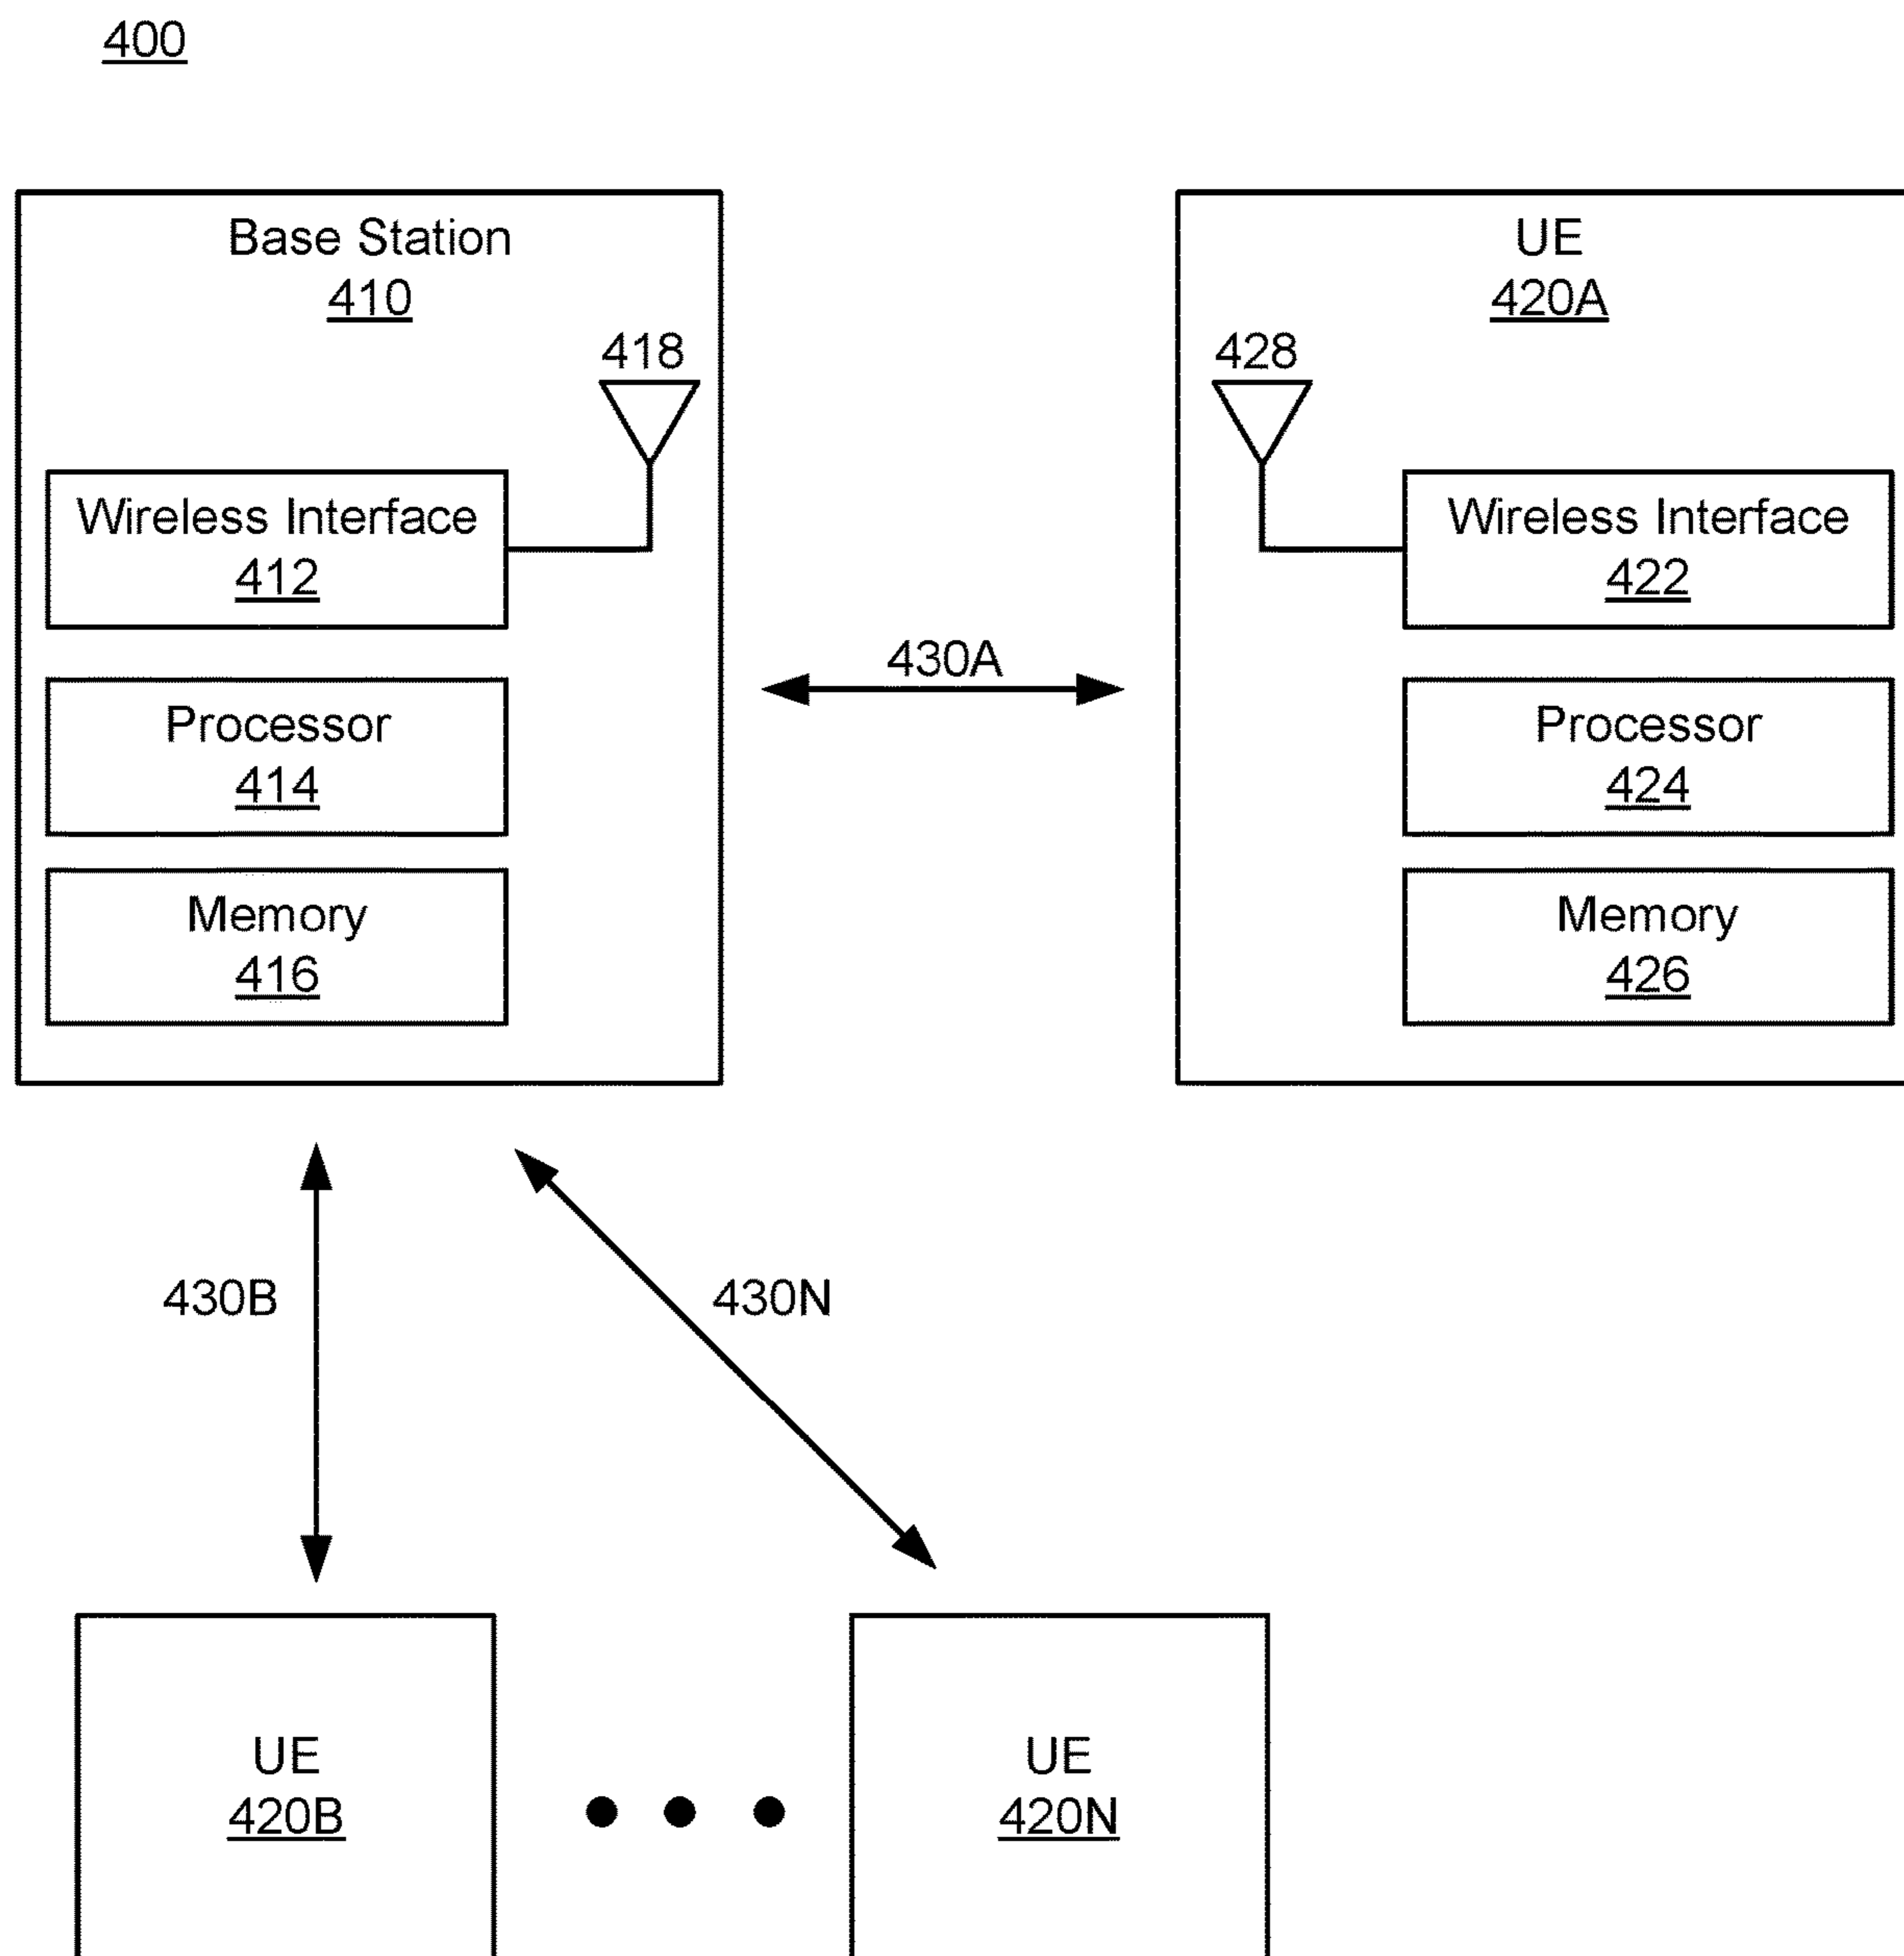 400
Base Station
410
418
Wireless Interface
412
Processor
414
Memory
416
430A
UE
420A
428
Wireless Interface
422
Processor
424
Memory
426
430B
430N
UE
420B
UE
420N